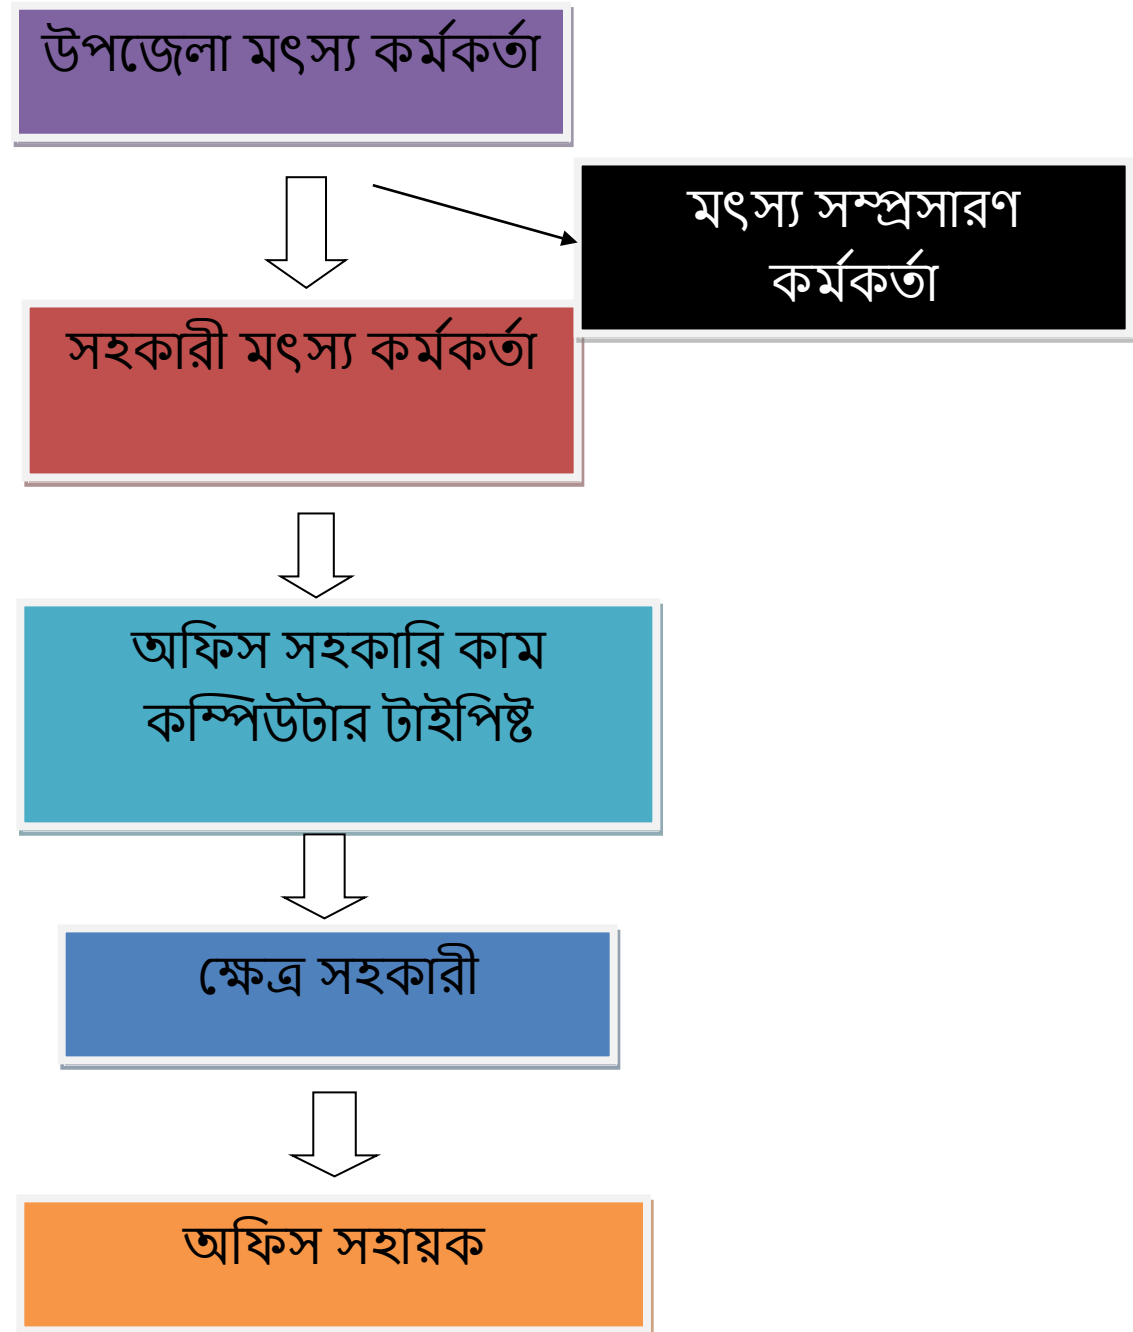 উপজেলা মৎস্য কর্মকর্তা
মৎস্য সম্প্রসারণ
কর্মকর্তা
সহকারী মৎস্য কর্মকর্তা
অফিস সহকারি কাম
কম্পিউটার টাইপিষ্ট
ক্ষেত্র সহকারী
অফিস সহায়ক